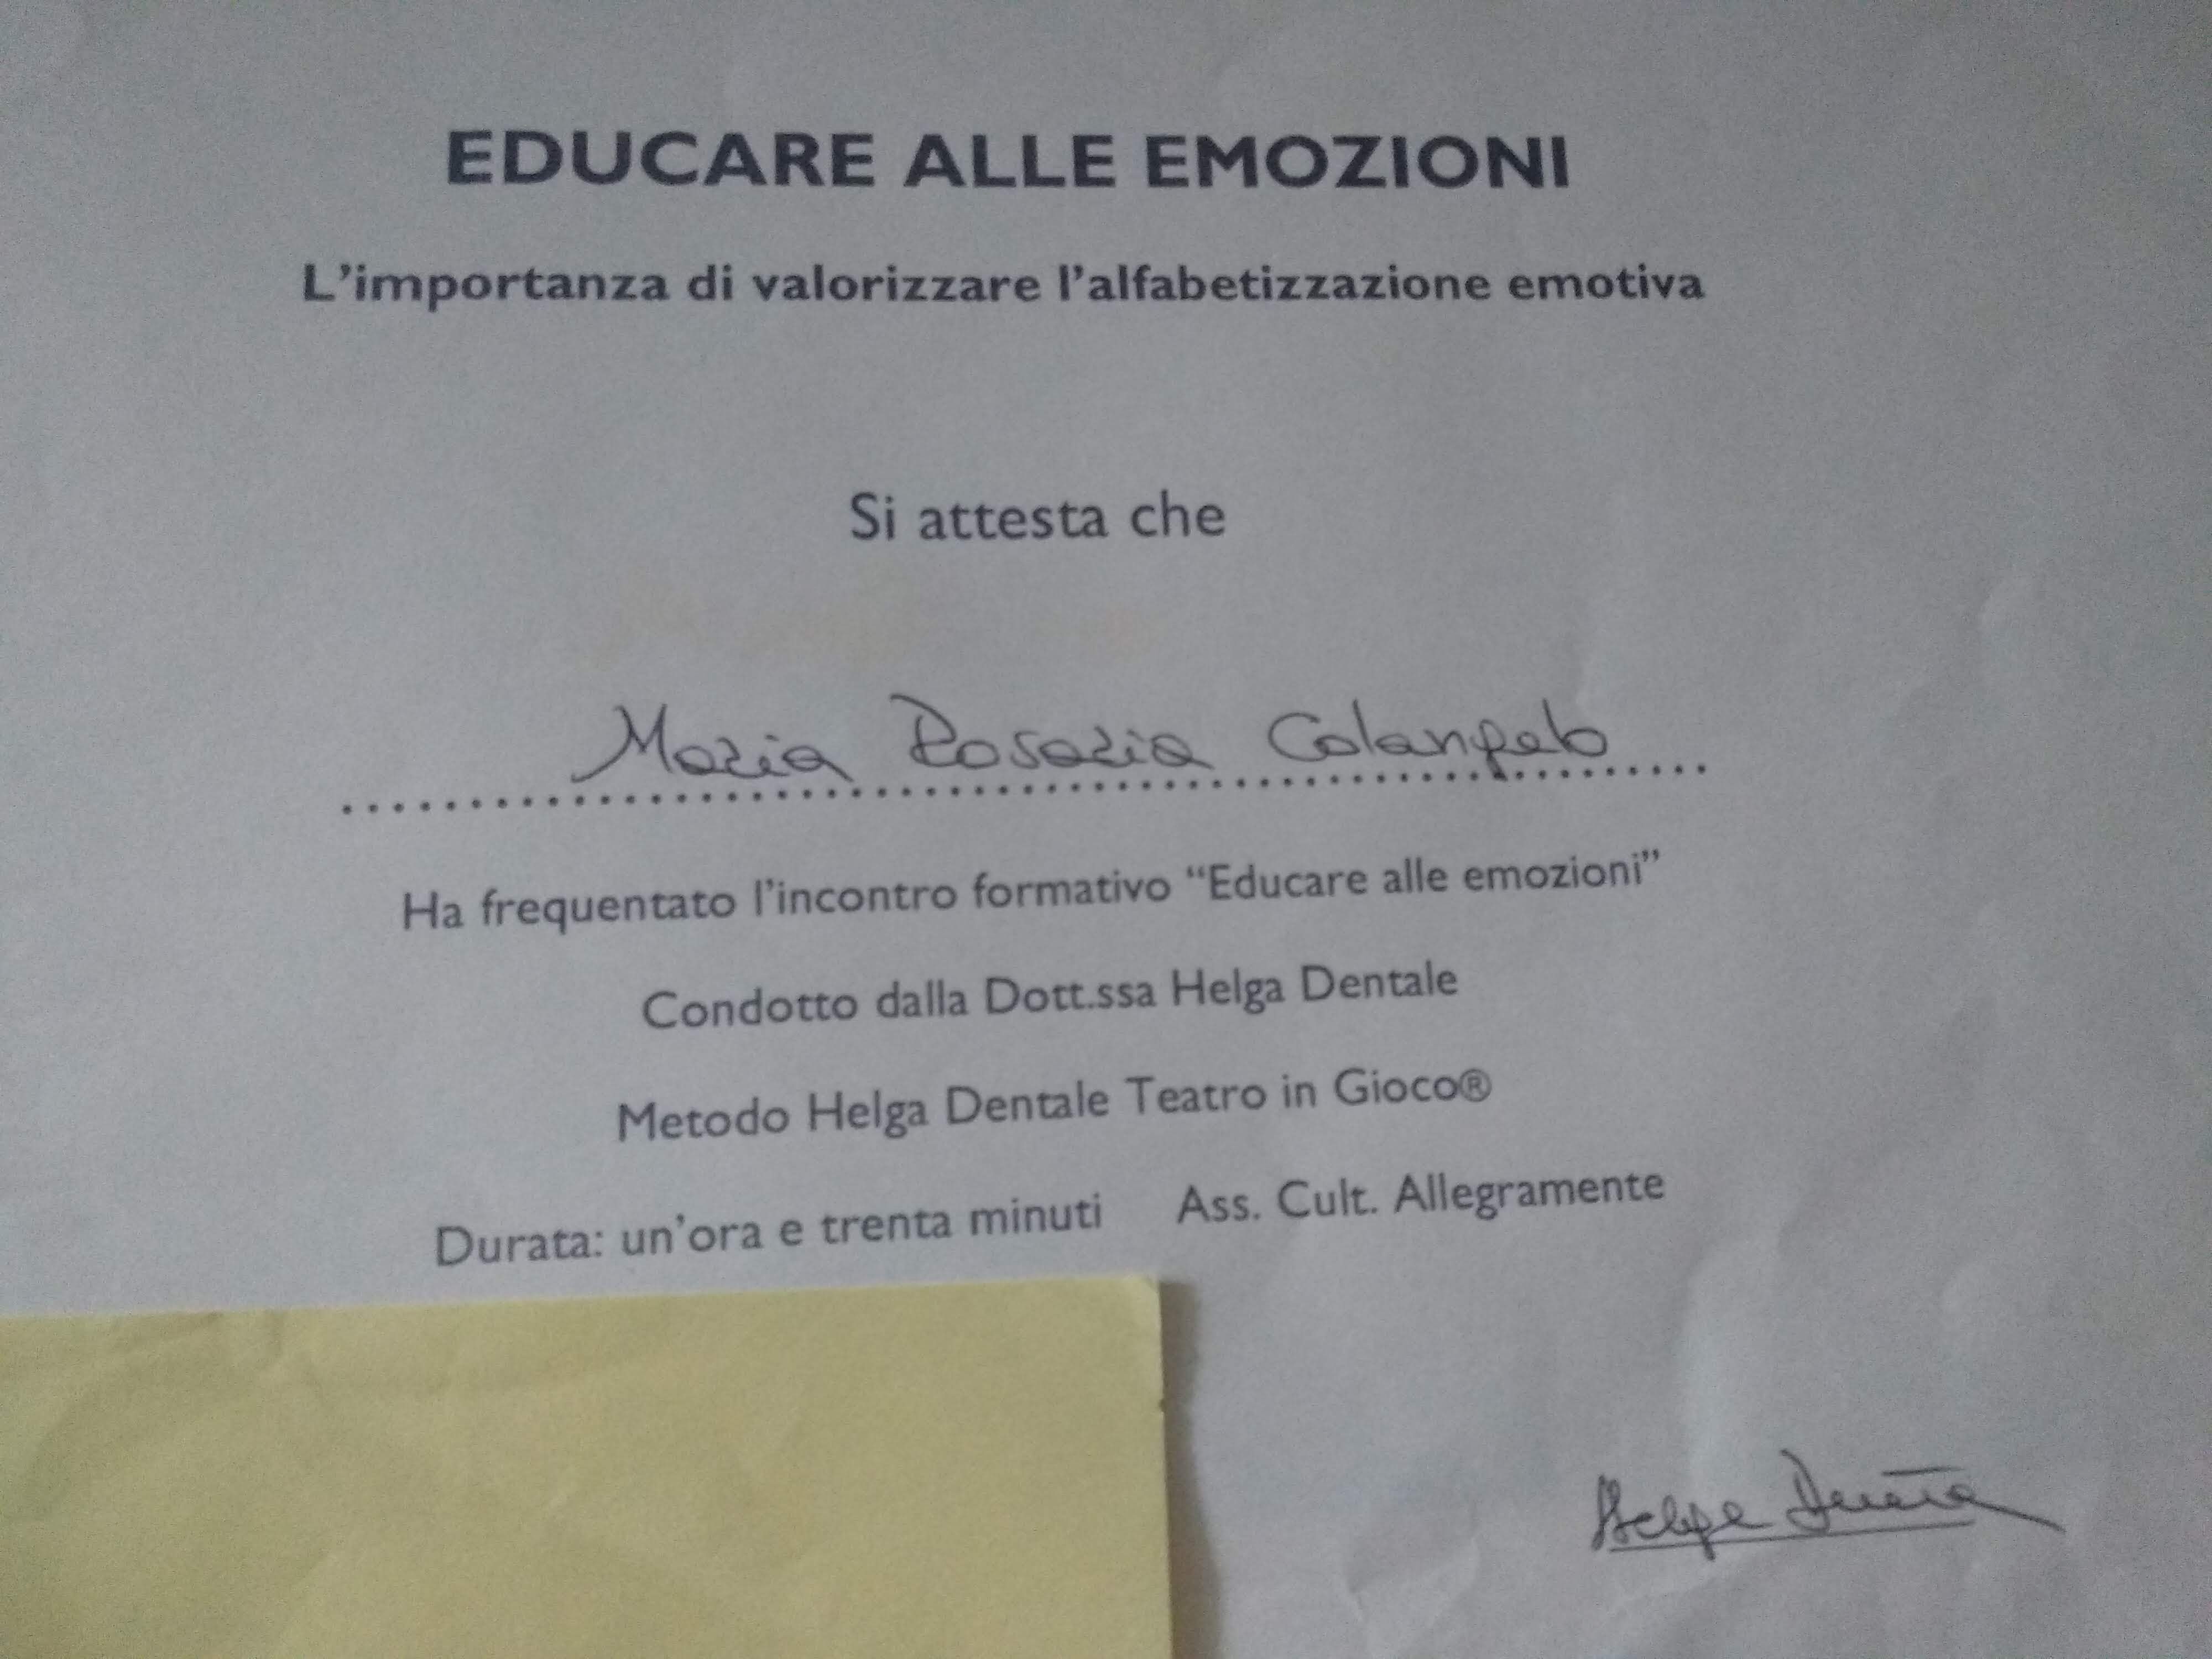 EDUCARE ALLE EMOZIONI
L'importanza di valorizzare l'alfabetizzazione emotiva
Si attesta che
Maria Rosaria Colangelo
Ha frequentato l'incontro formativo “Educare alle emozioni”
Condotto dalla Dott.ssa Helga Dentale
Metodo Helga Dentale Teatro in Gioco®
Durata: un'ora e trenta minuti Ass. Cult. Allegramente
Helga Dentale